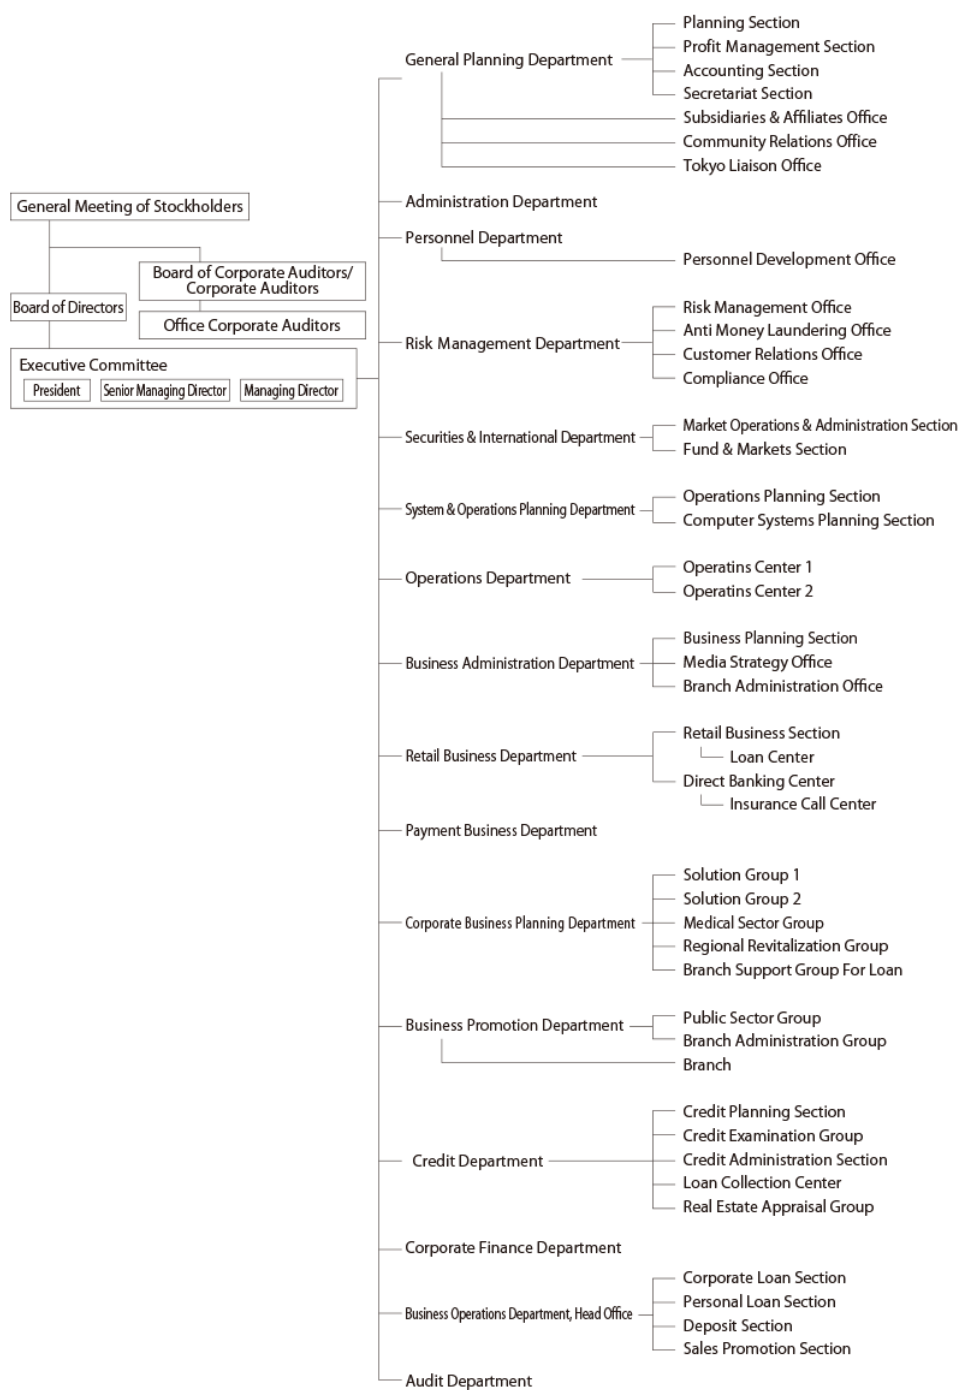 General Meeting of Stockholders
Board of Corporate Auditors/
Corporate Auditors
Board of Directors
Office Corporate Auditors
Executive Committee
President
Senior Managing Director
Managing Director
General Planning Department
Planning Section
Profit Management Section
Accounting Section
Secretariat Section
Subsidiaries & Affiliates Office
Community Relations Office
Tokyo Liaison Office
Administration Department
Personnel Department
Personnel Development Office
Risk Management Department
Risk Management Office
Anti Money Laundering Office
Customer Relations Office
Compliance Office
Securities & International Department
Market Operations & Administration Section
Fund & Markets Section
System & Operations Planning Department
Operations Planning Section
Computer Systems Planning Section
Operations Department
Operatins Center 1
Operatins Center 2
Business Administration Department
Business Planning Section
Media Strategy Office
Branch Administration Office
Retail Business Department
Retail Business Section
Loan Center
Direct Banking Center
Insurance Call Center
Payment Business Department
Corporate Business Planning Department
Solution Group 1
Solution Group 2
Medical Sector Group
Regional Revitalization Group
Branch Support Group For Loan
Business Promotion Department
Public Sector Group
Branch Administration Group
Branch
Credit Department
Credit Planning Section
Credit Examination Group
Credit Administration Section
Loan Collection Center
Real Estate Appraisal Group
Corporate Finance Department
Business Operations Department, Head Office
Corporate Loan Section
Personal Loan Section
Deposit Section
Sales Promotion Section
Audit Department